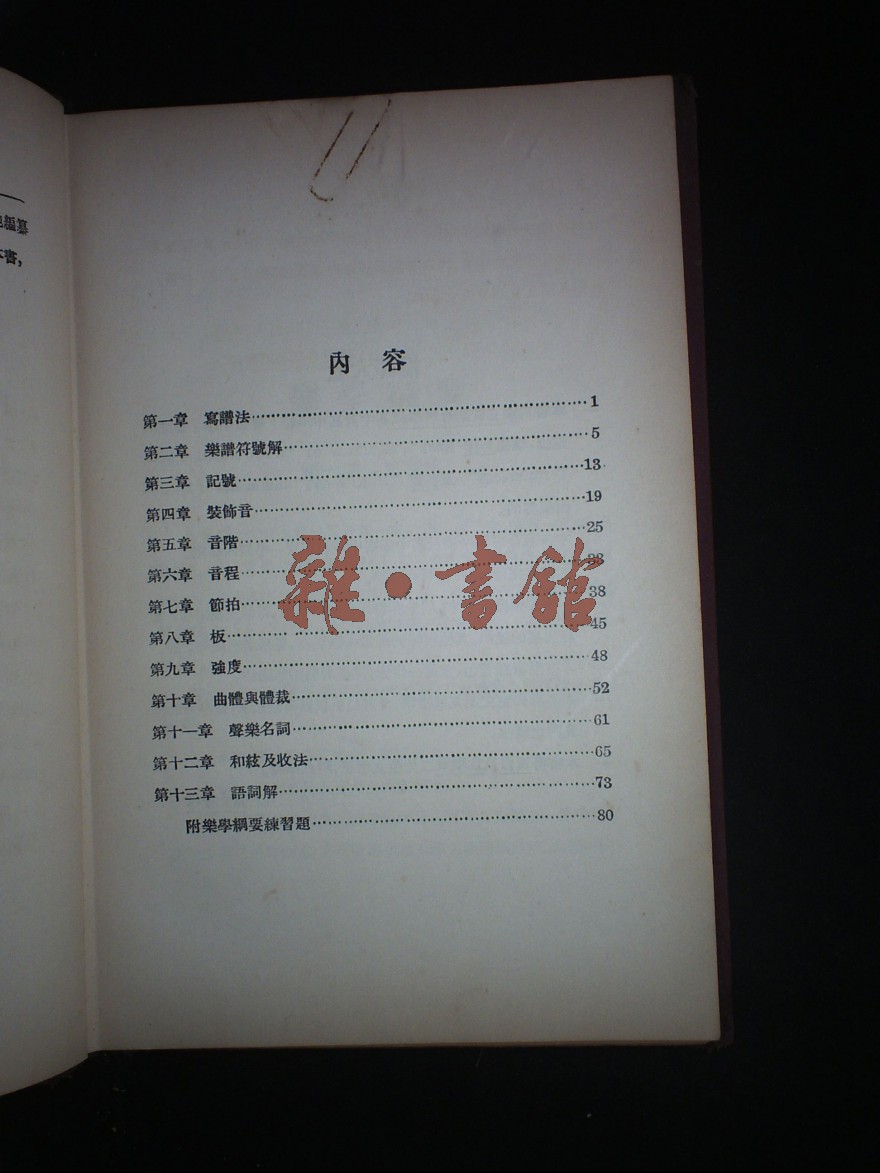 編纂
本書,
內 容
第一章 寫譜法……1
第二章 樂譜符號解……5
第三章 記號……13
第四章 裝飾音……19
第五章 音階……25
第六章 音程……
第七章 節拍……38
第八章 板……45
第九章 強度……48
第十章 曲體與體裁……52
第十一章 聲樂名詞……61
第十二章 和絃及收法……65
第十三章 語詞解……73
附樂學綱要練習題……80
雜·書館